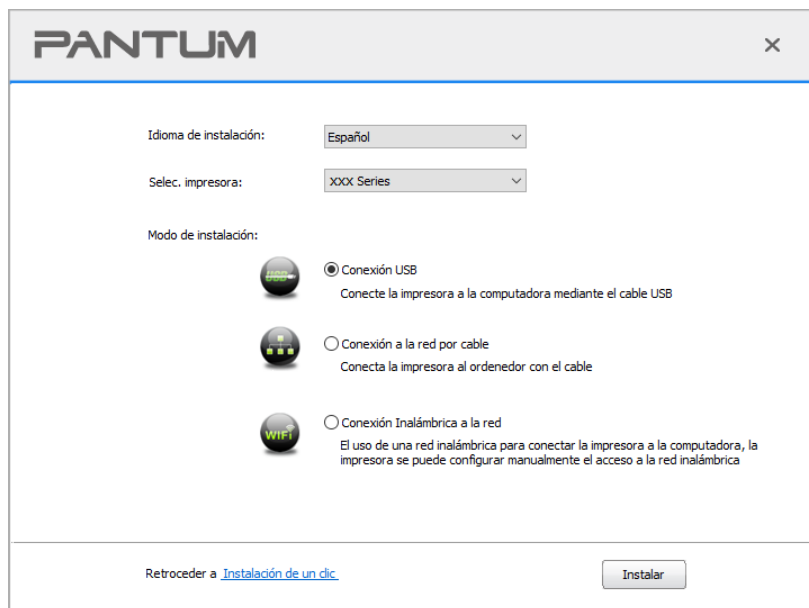 PANTUM
Idioma de instalación:
Español
Selec. impresora:
XXX Series
Modo de instalación:
USB
Conexión USB
Conecte la impresora a la computadora mediante el cable USB
Conexión a la red por cable
Conecta la impresora al ordenedor con el cable
WiFi
Conexión Inalámbrica a la red
El uso de una red inalámbrica para conectar la impresora a la computadora, la
impresora se puede configurar manualmente el acceso a la red inalámbrica
Retroceder a Instalación de un clic
Instalar